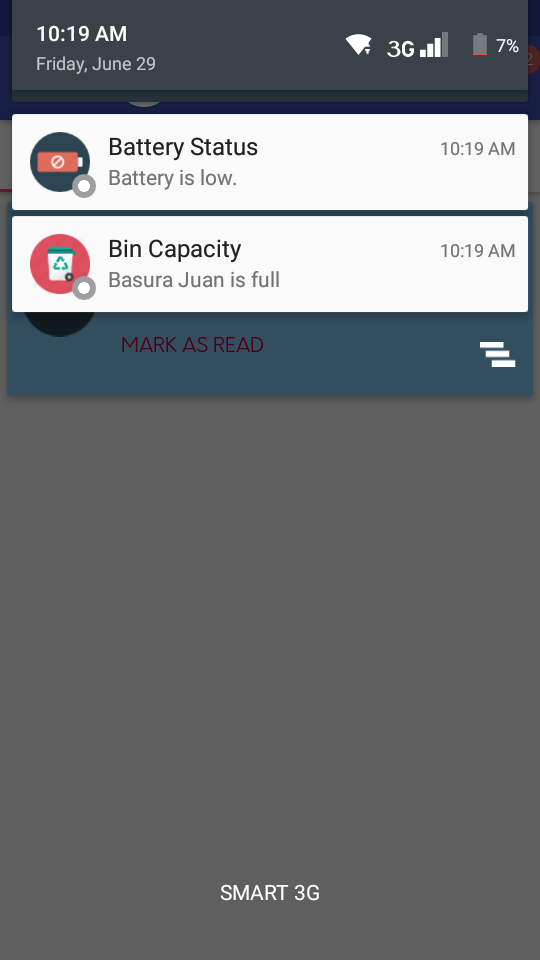 10:19 AM
Friday, June 29
3G
7%
2
Battery Status
10:19 AM
Battery is low.
Bin Capacity
10:19 AM
Basura Juan is full
MARK AS READ
SMART 3G